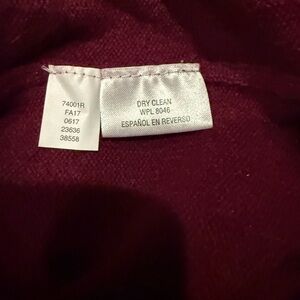 74001R
FA17
0617
23636
38558
DRY CLEAN
WPL 8046
ESPAÑOL EN REVERSO